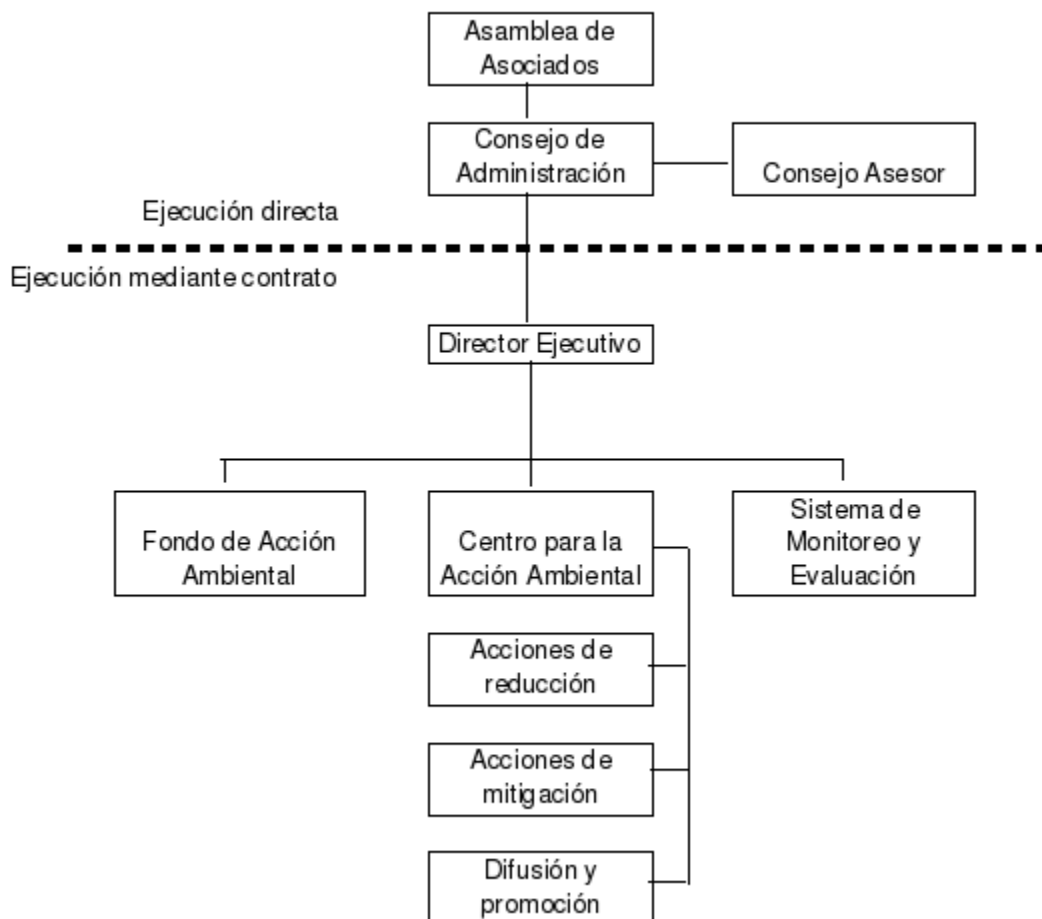 Asamblea de
Asociados
Consejo de
Administración
Consejo Asesor
Ejecución directa
Ejecución mediante contrato
Director Ejecutivo
Fondo de Acción
Ambiental
Centro para la
Acción Ambiental
Sistema de
Monitoreo y
Evaluación
Acciones de
reducción
Acciones de
mitigación
Difusión y
promoción